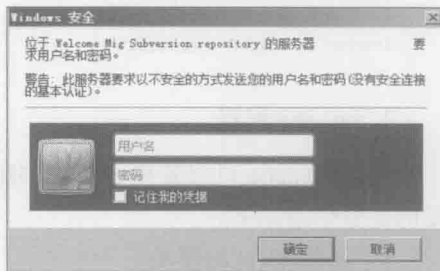 Windows 安全
位于 Welcome Mig Subversion repository 的服务器 要
求用户名和密码。
警告: 此服务器要求以不安全的方式发送您的用户名和密码(没有安全连接
的基本认证)。
用户名
密码
记住我的凭据
确定 取消